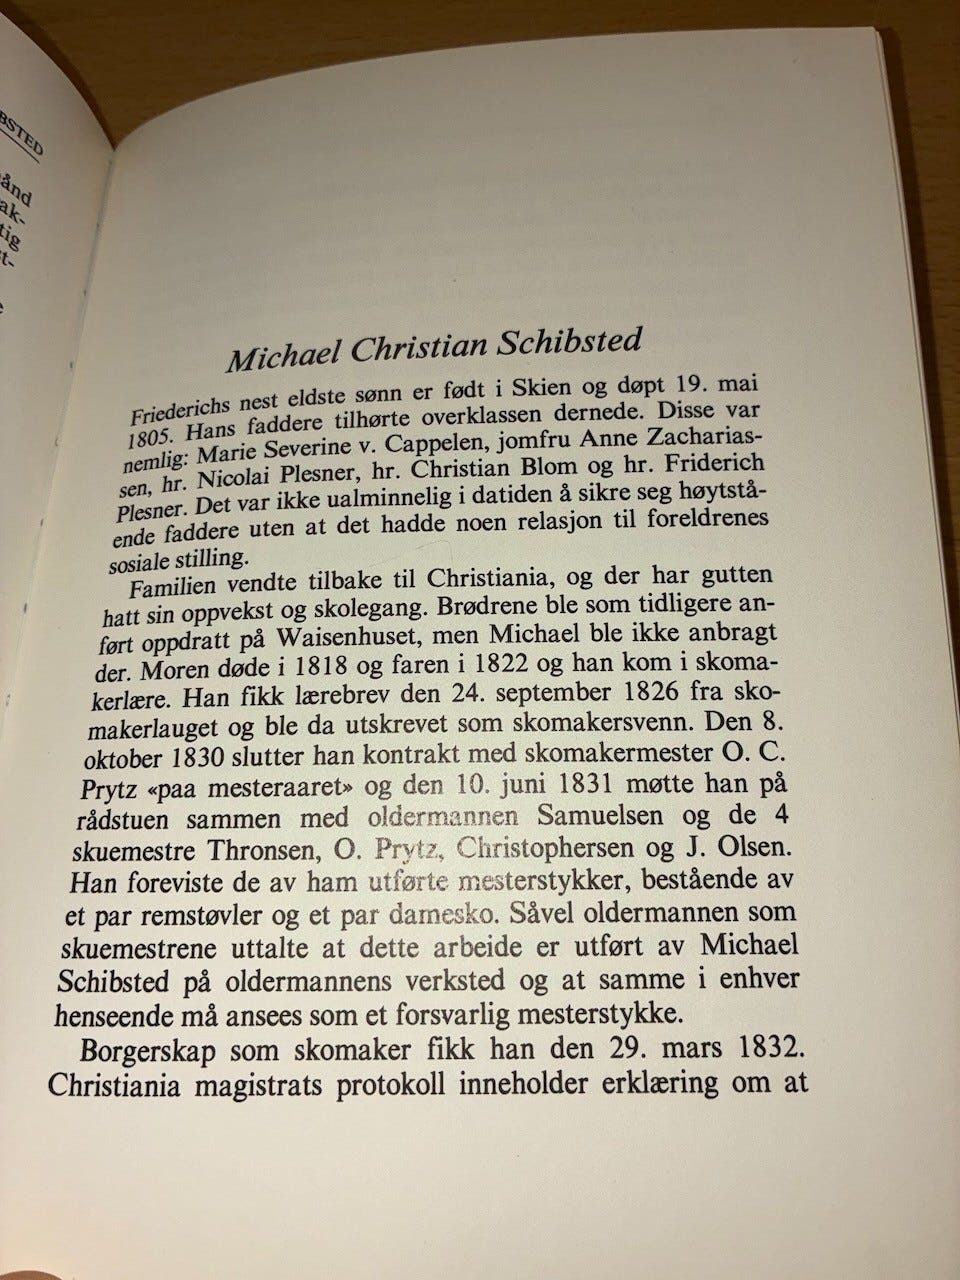 BSTED
ånd
ak-
tig
st-
e
Michael Christian Schibsted
Friederichs nest eldste sønn er født i Skien og døpt 19. mai
1805. Hans faddere tilhørte overklassen dernede. Disse var
nemlig: Marie Severine v. Cappelen, jomfru Anne Zacharias-
sen, hr. Nicolai Plesner, hr. Christian Blom og hr. Friderich
Plesner. Det var ikke ualminnelig i datiden å sikre seg høytstå-
ende faddere uten at det hadde noen relasjon til foreldrenes
sosiale stilling.
Familien vendte tilbake til Christiania, og der har gutten
hatt sin oppvekst og skolegang. Brødrene ble som tidligere an-
ført oppdratt på Waisenhuset, men Michael ble ikke anbragt
der. Moren døde i 1818 og faren i 1822 og han kom i skoma-
kerlære. Han fikk lærebrev den 24. september 1826 fra sko-
makerlauget og ble da utskrevet som skomakersvenn. Den 8.
oktober 1830 slutter han kontrakt med skomakermester O. C.
Prytz «paa mesteraaret» og den 10. juni 1831 møtte han på
rådstuen sammen med oldermannen Samuelsen og de 4
skuemestre Thronsen, O. Prytz, Christophersen og J. Olsen.
Han foreviste de av ham utførte mesterstykker, bestående av
et par remstøvler og et par damesko. Såvel oldermannen som
skuemestrene uttalte at dette arbeide er utført av Michael
Schibsted på oldermannens verksted og at samme i enhver
henseende må ansees som et forsvarlig mesterstykke.
Borgerskap som skomaker fikk han den 29. mars 1832.
Christiania magistrats protokoll inneholder erklæring om at